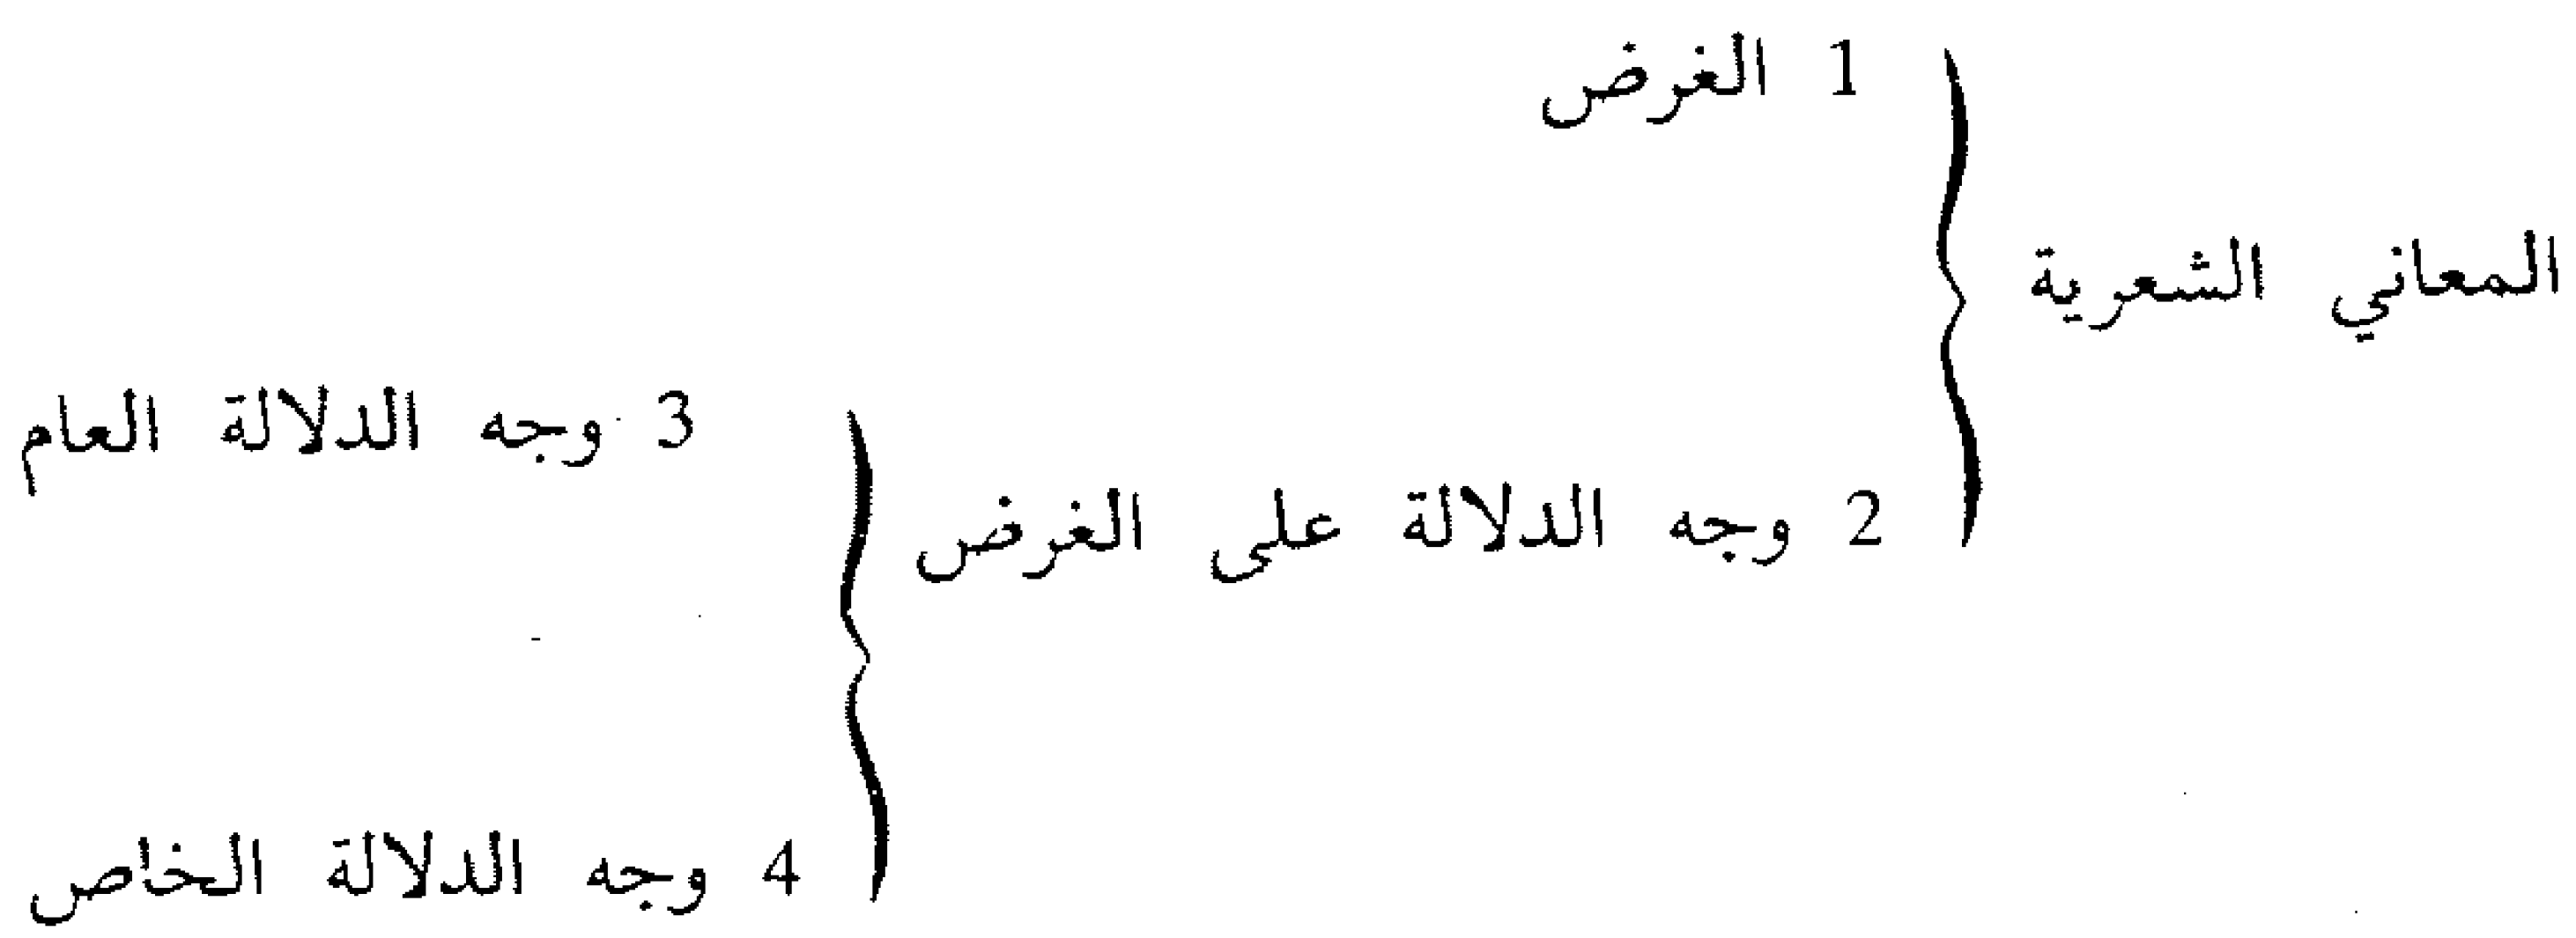 1 الغرض
المعاني الشعرية
3 وجه الدلالة العام
2 وجه الدلالة على الغرض
4 وجه الدلالة الخاص